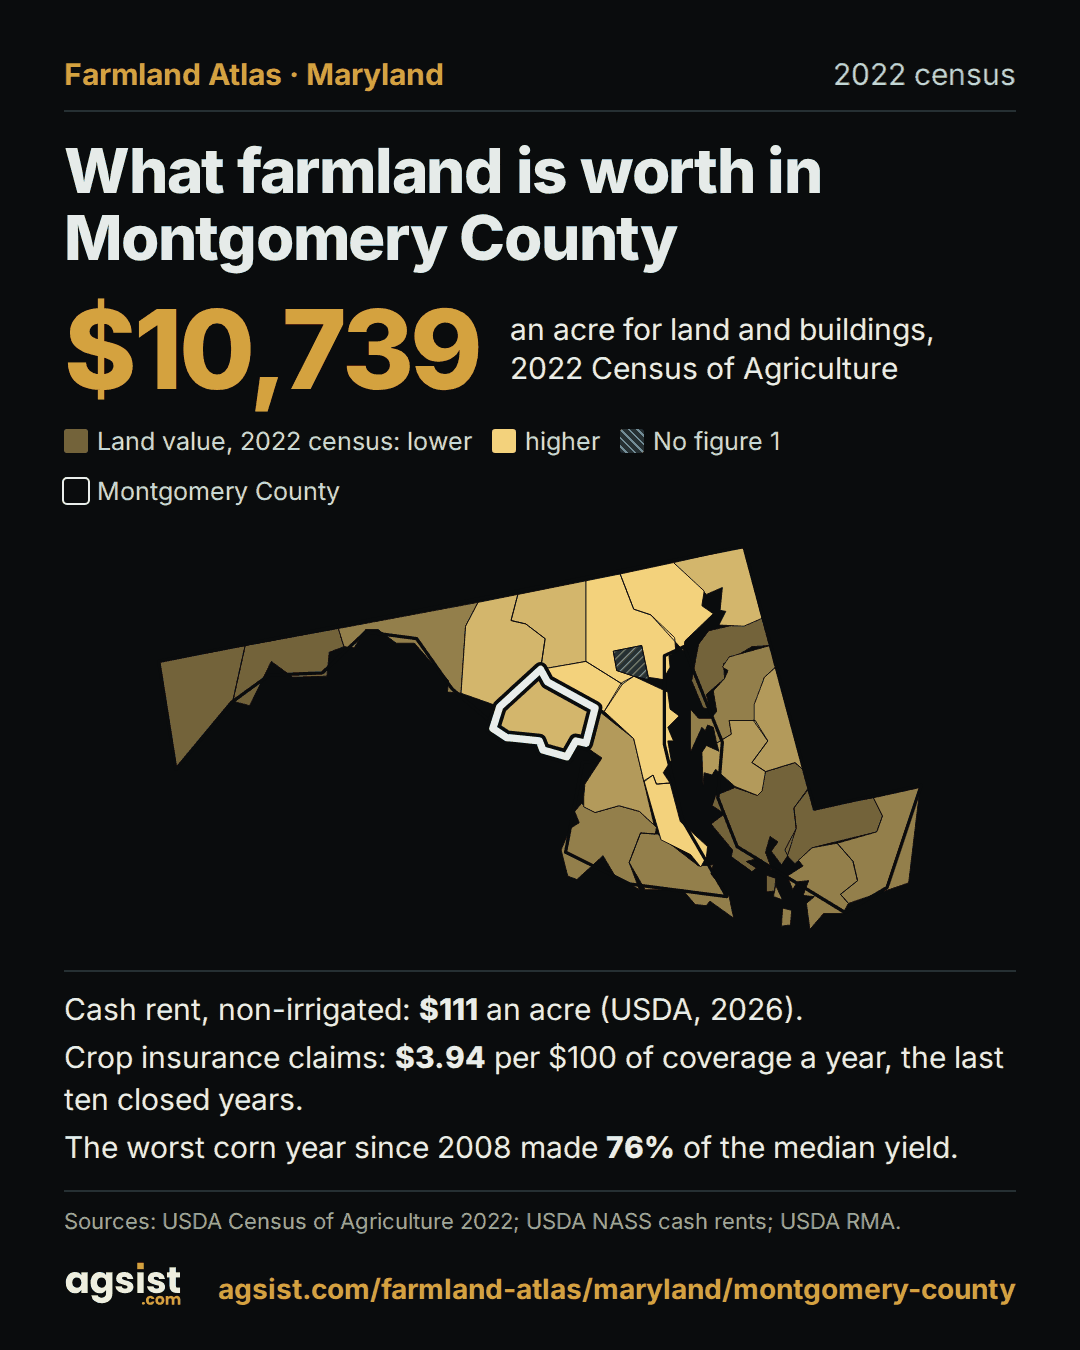 Farmland Atlas · Maryland
2022 census
What farmland is worth in
Montgomery County
$10,739
an acre for land and buildings,
2022 Census of Agriculture
Land value, 2022 census: lower
higher
No figure 1
Montgomery County
Cash rent, non-irrigated: $111 an acre (USDA, 2026).
Crop insurance claims: $3.94 per $100 of coverage a year, the last
ten closed years.
The worst corn year since 2008 made 76% of the median yield.
Sources: USDA Census of Agriculture 2022; USDA NASS cash rents; USDA RMA.
agsist
.com
agsist.com/farmland-atlas/maryland/montgomery-county